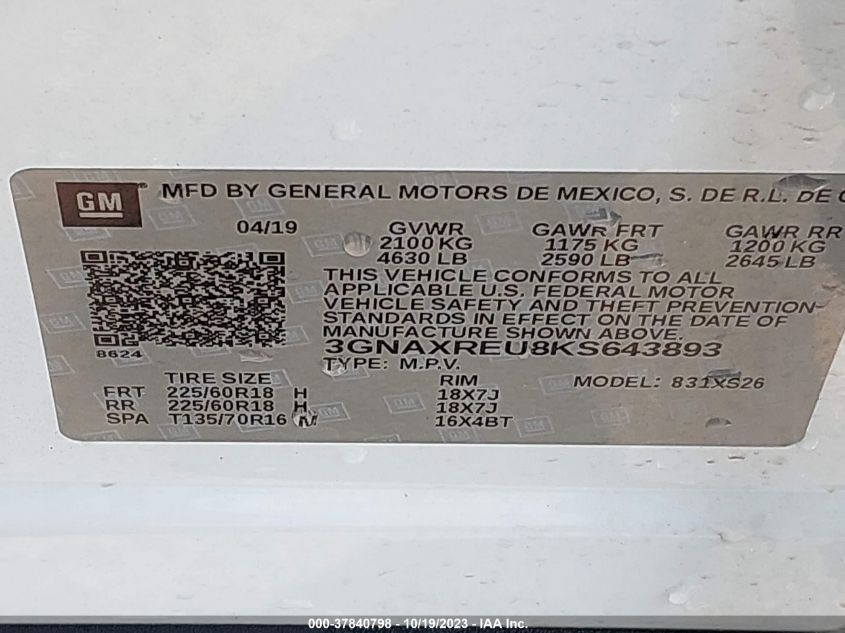 GM ® MFD BY GENERAL MOTORS DE MEXICO, S. DE R.L. DE
04/19 GVWR GAWR FRT GAWR RR
2100 KG 1175 KG 1200 KG
4630 LB 2590 LB 2645 LB
THIS VEHICLE CONFORMS TO ALL
APPLICABLE U.S. FEDERAL MOTOR
VEHICLE SAFETY AND THEFT PREVENTION
STANDARDS IN EFFECT ON THE DATE OF
MANUFACTURE SHOWN ABOVE.
8624 3GNAXREU8KS643893
TYPE: M.P.V.
TIRE SIZE RIM MODEL: 831XS26
FRT 225/60R18 H 18X7J
RR 225/60R18 H 18X7J
SPA T135/70R16 M 16X4BT
000-37840798 - 10/19/2023 - IAA Inc.